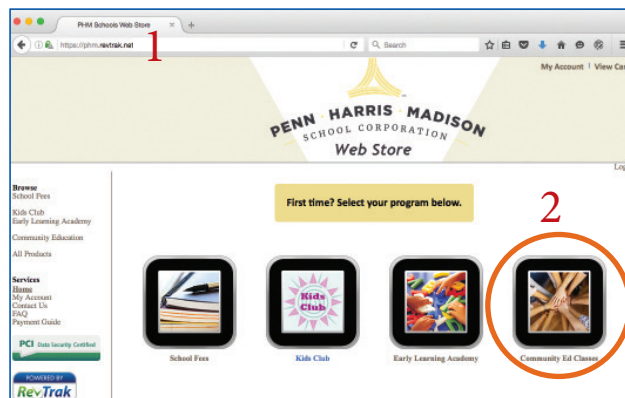 PHM Schools Web Store
https://phm.revtrak.net
Search
1
My Account | View Car
PENN · HARRIS · MADISON
SCHOOL CORPORATION
Web Store
Log
Browse
School Fees
Kids Club
Early Learning Academy
Community Education
All Products
Services
Home
My Account
Contact Us
FAQ
Payment Guide
PCI Data Security Certified
POWERED BY
RevTrak
First time? Select your program below.
2
Kids
Club
School Fees
Kids Club
Early Learning Academy
Community Ed Classes